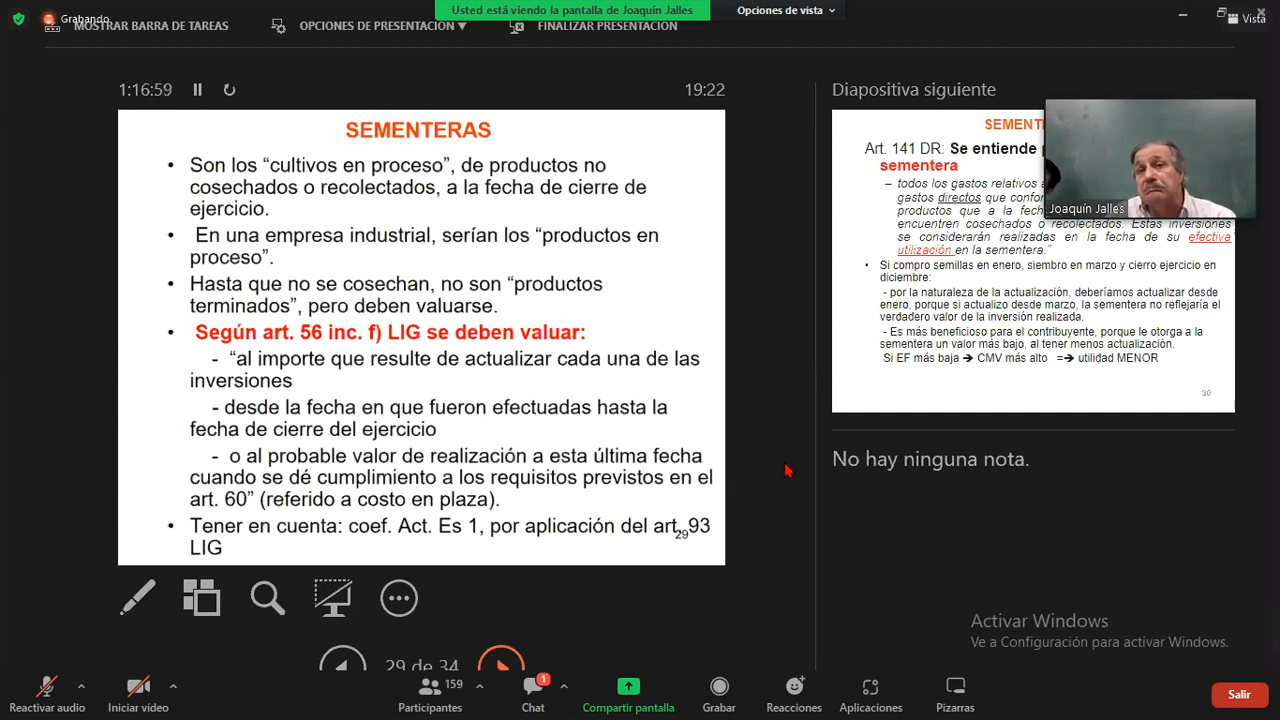 Grabando
Usted está viendo la pantalla de Joaquín Jalles
Opciones de vista
Vista
MOSTRAR BARRA DE TAREAS
OPCIONES DE PRESENTACIÓN
FINALIZAR PRESENTACIÓN
1:16:59
19:22
SEMENTERAS
• Son los “cultivos en proceso”, de productos no
cosechados o recolectados, a la fecha de cierre de
ejercicio.
• En una empresa industrial, serían los “productos en
proceso”.
• Hasta que no se cosechan, no son “productos
terminados”, pero deben valuarse.
• Según art. 56 inc. f) LIG se deben valuar:
- “al importe que resulte de actualizar cada una de las
inversiones
- desde la fecha en que fueron efectuadas hasta la
fecha de cierre del ejercicio
- o al probable valor de realización a esta última fecha
cuando se dé cumplimiento a los requisitos previstos en el
art. 60” (referido a costo en plaza).
• Tener en cuenta: coef. Act. Es 1, por aplicación del art 93
LIG
29
29 de 34
Diapositiva siguiente
Art. 141 DR: Se entiende
sementera
– todos los gastos relativos
gastos directos que
productos que a la
encuentren cosechados o recolectados. Estas inversiones
se considerarán realizadas en la fecha de su efectiva
utilización en la sementera.”
• Si compro semillas en enero, siembro en marzo y cierro ejercicio en
diciembre:
- por la naturaleza de la actualización, deberíamos actualizar desde
enero, porque si actualizo desde marzo, la sementera no reflejaría el
verdadero valor de la inversión realizada.
- Es más beneficioso para el contribuyente, porque le otorga a la
sementera un valor más bajo, al tener menos actualización.
Si EF más baja ➔ CMV más alto =➔ utilidad MENOR
30
Joaquín Jalles
No hay ninguna nota.
Activar Windows
Ve a Configuración para activar Windows.
Reactivar audio
Iniciar vídeo
159
Participantes
1
Chat
Compartir pantalla
Grabar
Reacciones
Aplicaciones
Pizarras
Salir